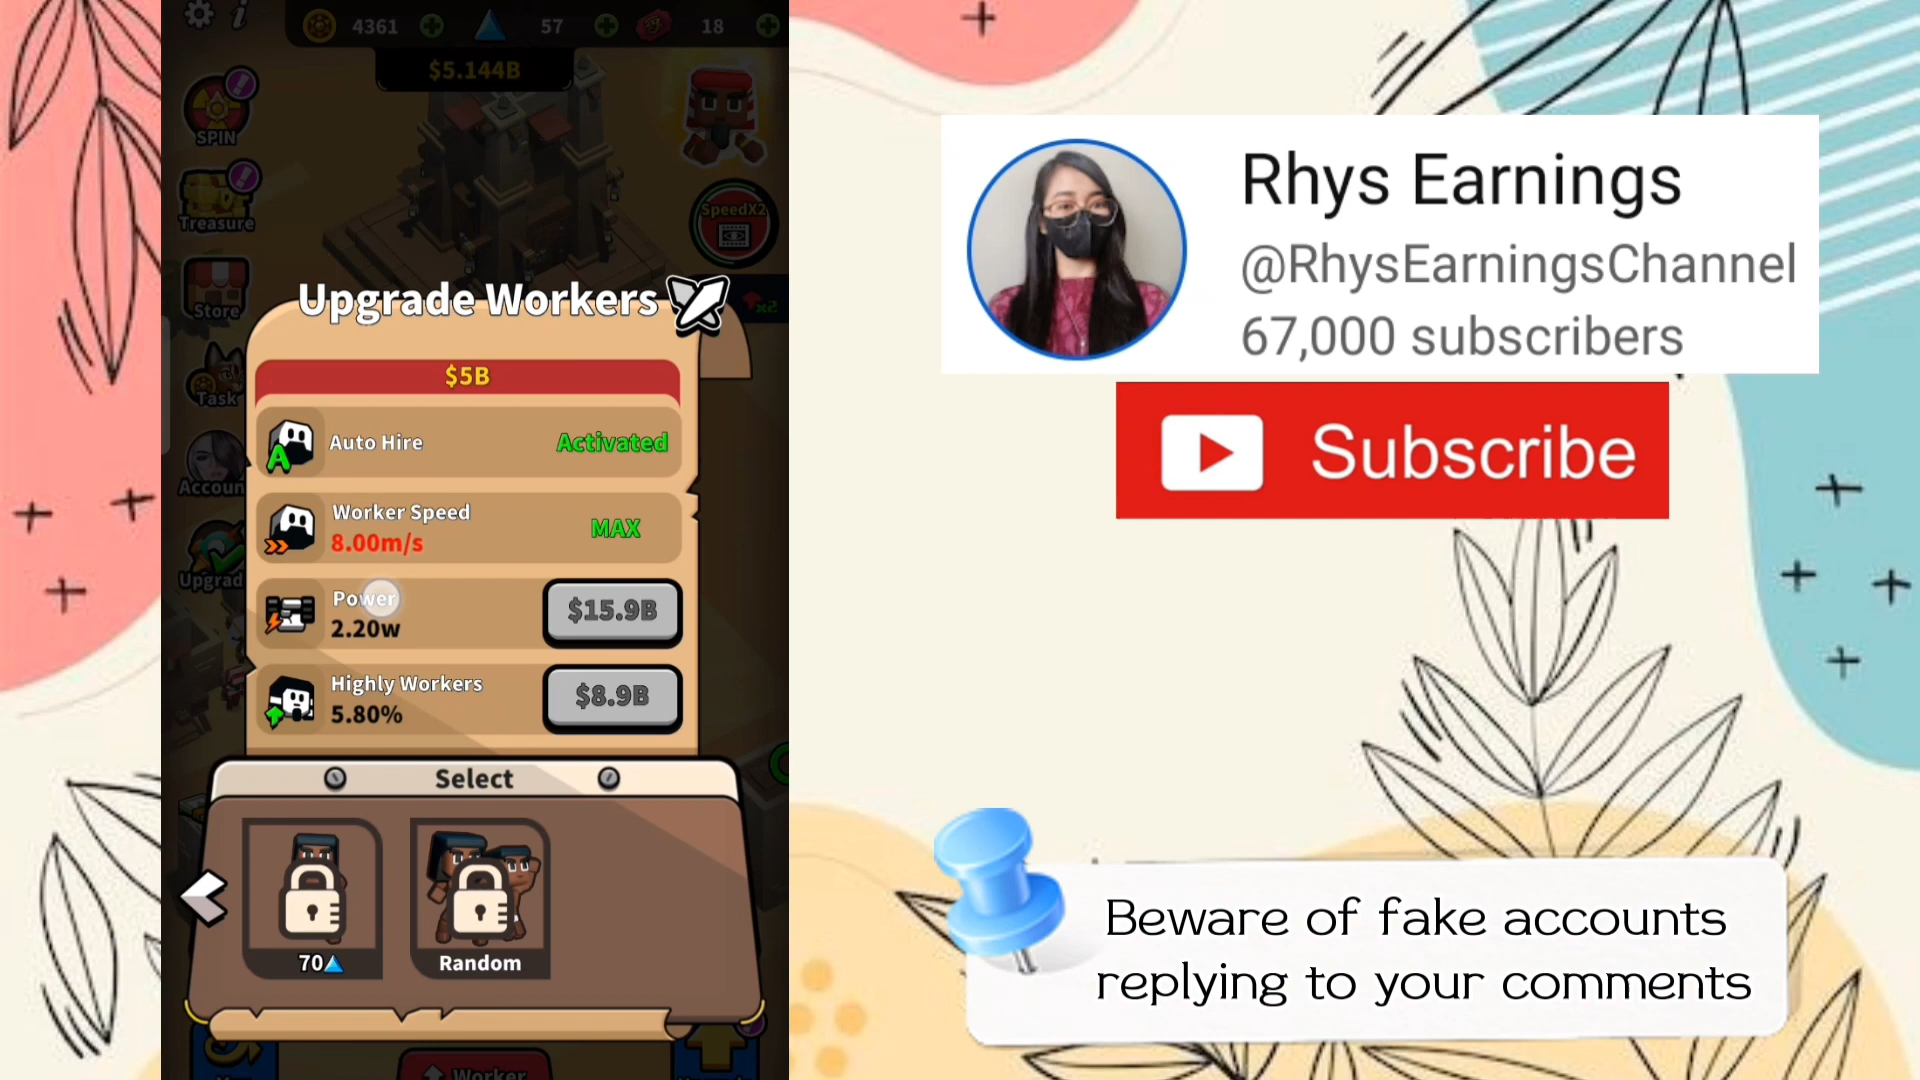 4361
57
18
$5.144B
SPIN
SpeedX2
Treasure
Store
x2
Upgrade Workers
$5B
Task
A
Auto Hire
Activated
Accoun
Worker Speed
8.00m/s
MAX
Upgrad
Power
2.20w
$15.9B
Highly Workers
5.80%
$8.9B
Select
70
Random
Worker
Rhys Earnings
@RhysEarningsChannel
67,000 subscribers
Subscribe
Beware of fake accounts
replying to your comments